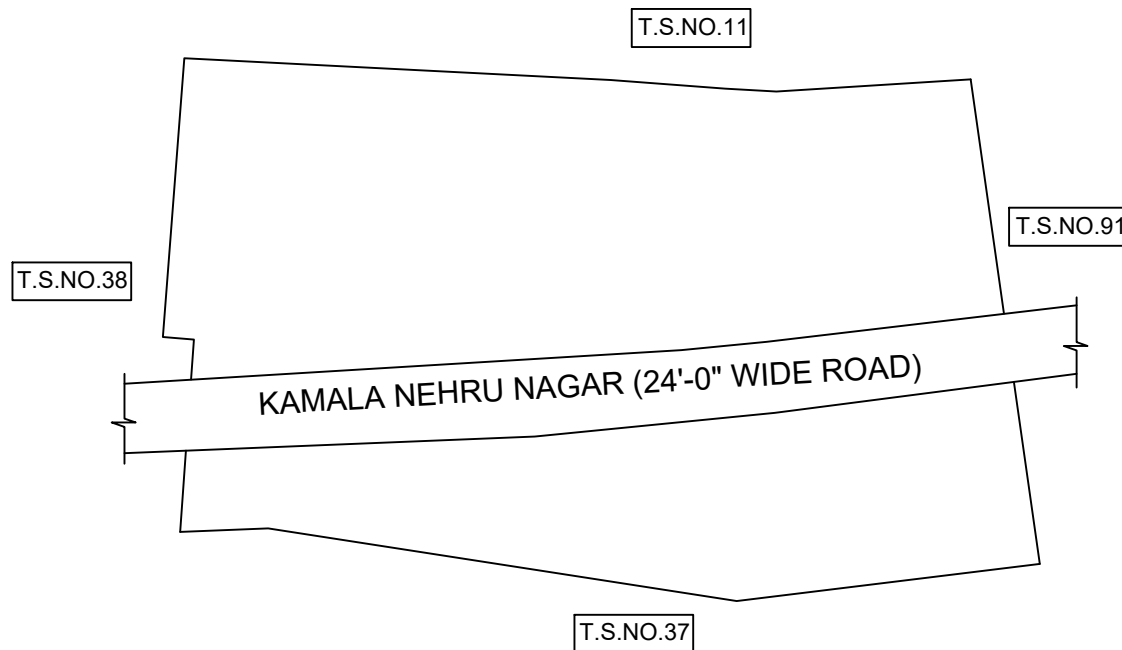 T.S.NO.11
T.S.NO.91
T.S.NO.38
KAMALA NEHRU NAGAR (24'-0" WIDE ROAD)
T.S.NO.37